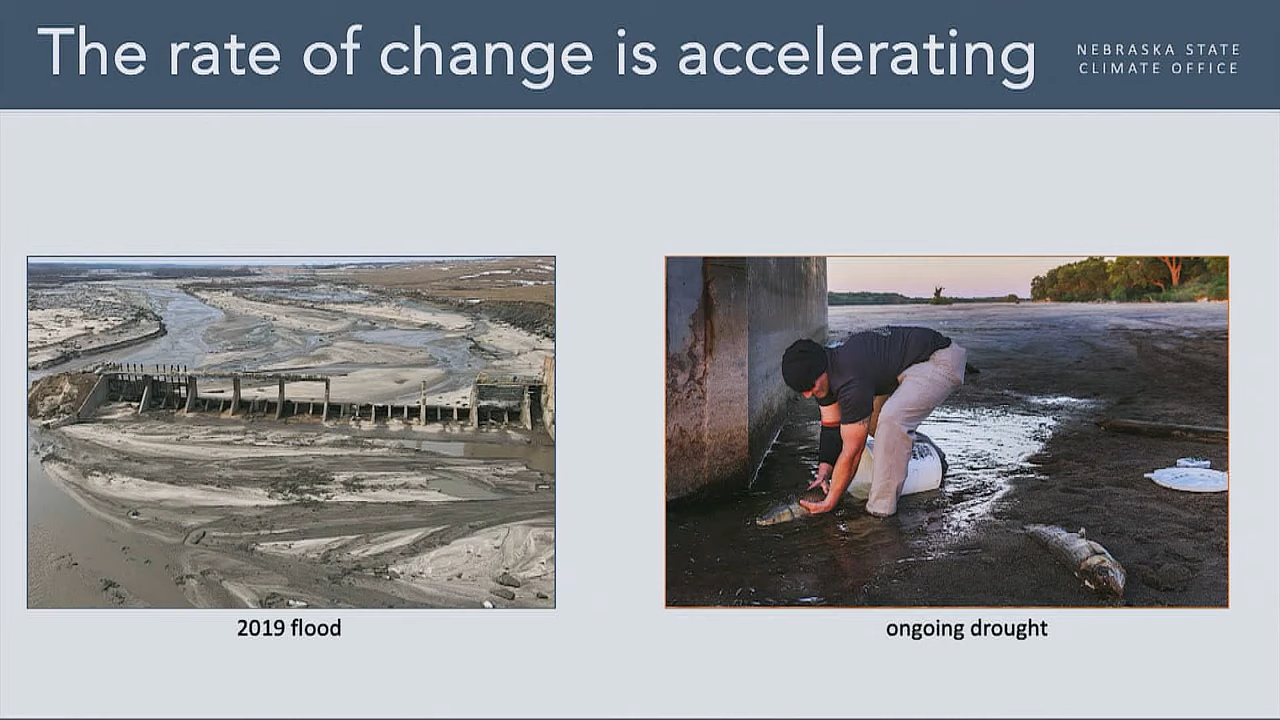 The rate of change is accelerating
NEBRASKA STATE
CLIMATE OFFICE
2019 flood
ongoing drought